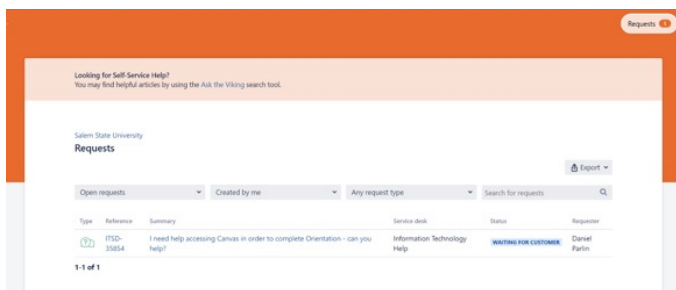 Requests 1
Looking for Self-Service Help?
You may find helpful articles by using the Ask the Viking search tool.
Salem State University
Requests
Export
Open requests Created by me Any request type Search for requests
Type Reference Summary Service desk Status Requester
ITSD- I need help accessing Canvas in order to complete Orientation - can you Information Technology WAITING FOR CUSTOMER Daniel
35854 help? Help Parlin
1-1 of 1